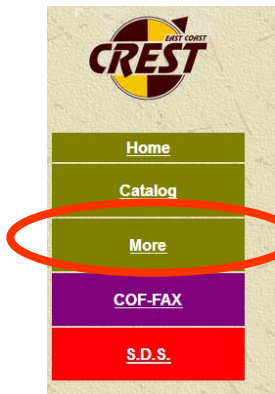 EAST COAST
CREST
Home
Catalog
More
COF-FAX
S.D.S.